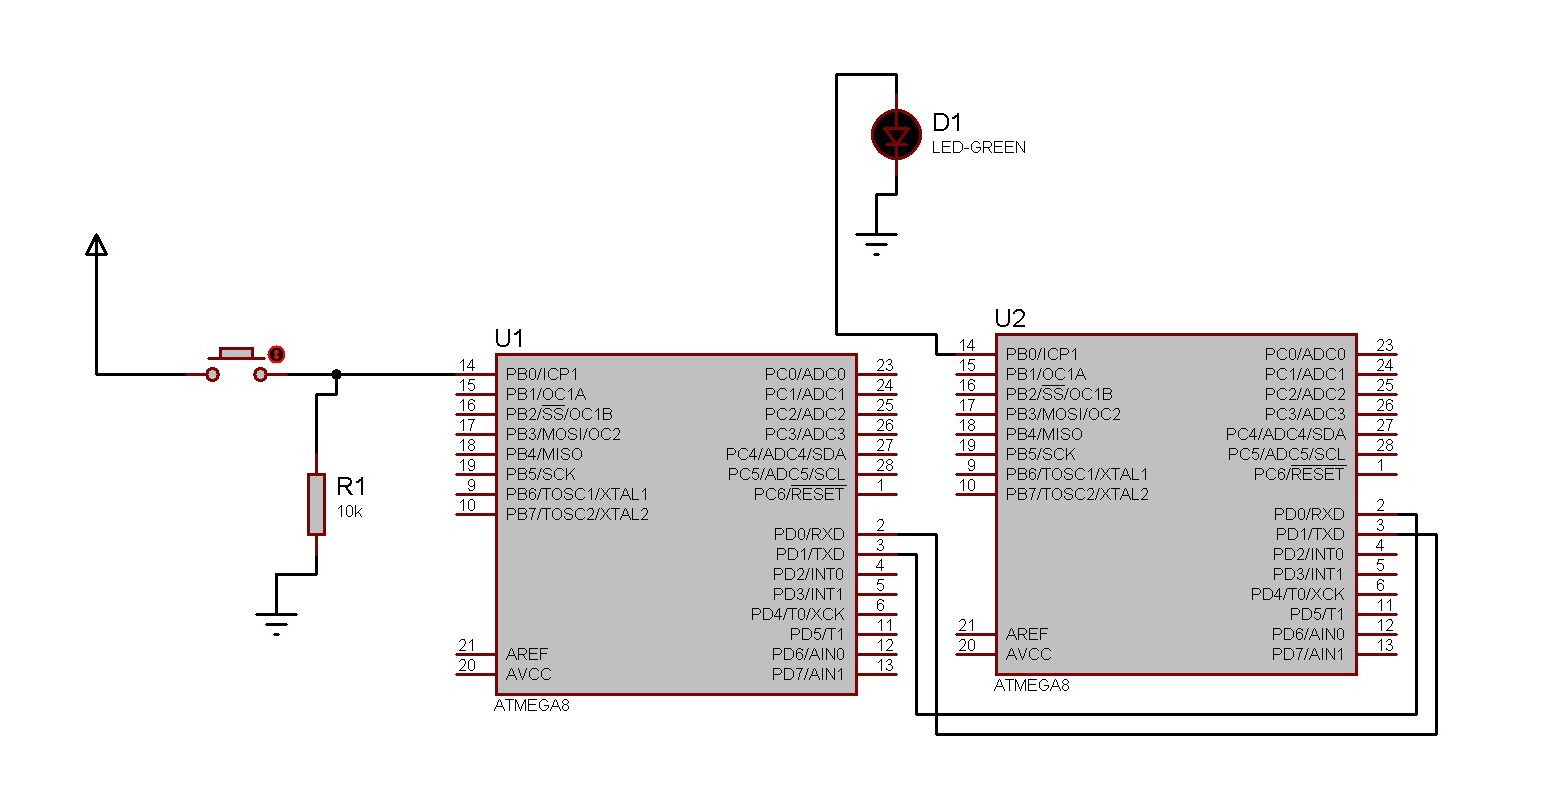 D1
LED-GREEN
R1
10k
U1
14 PB0/ICP1
15 PB1/OC1A
16 PB2/SS/OC1B
17 PB3/MOSI/OC2
18 PB4/MISO
19 PB5/SCK
9 PB6/TOSC1/XTAL1
10 PB7/TOSC2/XTAL2
21 AREF
20 AVCC
PC0/ADC0 23
PC1/ADC1 24
PC2/ADC2 25
PC3/ADC3 26
PC4/ADC4/SDA 27
PC5/ADC5/SCL 28
PC6/RESET 1
PD0/RXD 2
PD1/TXD 3
PD2/INT0 4
PD3/INT1 5
PD4/T0/XCK 6
PD5/T1 11
PD6/AIN0 12
PD7/AIN1 13
ATMEGA8
U2
14 PB0/ICP1
15 PB1/OC1A
16 PB2/SS/OC1B
17 PB3/MOSI/OC2
18 PB4/MISO
19 PB5/SCK
9 PB6/TOSC1/XTAL1
10 PB7/TOSC2/XTAL2
21 AREF
20 AVCC
PC0/ADC0 23
PC1/ADC1 24
PC2/ADC2 25
PC3/ADC3 26
PC4/ADC4/SDA 27
PC5/ADC5/SCL 28
PC6/RESET 1
PD0/RXD 2
PD1/TXD 3
PD2/INT0 4
PD3/INT1 5
PD4/T0/XCK 6
PD5/T1 11
PD6/AIN0 12
PD7/AIN1 13
ATMEGA8